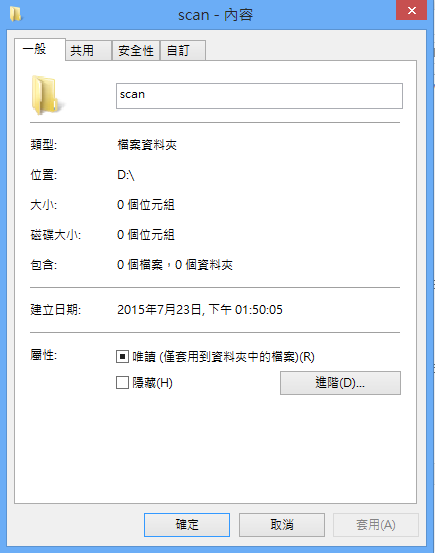 scan - 內容
一般 共用 安全性 自訂
scan
類型: 檔案資料夾
位置: D:\
大小: 0 個位元組
磁碟大小: 0 個位元組
包含: 0 個檔案，0 個資料夾
建立日期: 2015年7月23日, 下午 01:50:05
屬性: 唯讀 (僅套用到資料夾中的檔案)(R)
隱藏(H) 進階(D)...
確定 取消 套用(A)